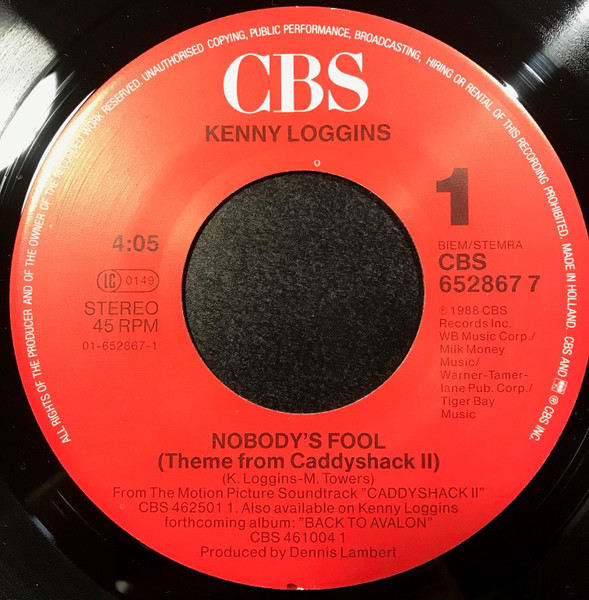 ALL RIGHTS OF THE PRODUCER AND OF THE OWNER OF THE RECORDED WORK RESERVED. UNAUTHORISED COPYING, PUBLIC PERFORMANCE, BROADCASTING, HIRING OR RENTAL OF THIS RECORDING PROHIBITED. MADE IN HOLLAND. CBS AND ® CBS INC.
CBS
KENNY LOGGINS
1
4:05
LC 0149
STEREO
45 RPM
01-652867-1
BIEM/STEMRA
CBS
652867 7
℗ 1988 CBS
Records Inc.
WB Music Corp./
Milk Money
Music/
Warner-Tamer-
lane Pub. Corp./
Tiger Bay
Music
NOBODY'S FOOL
(Theme from Caddyshack II)
(K. Loggins-M. Towers)
From The Motion Picture Soundtrack "CADDYSHACK II"
CBS 462501 1. Also available on Kenny Loggins
forthcoming album: "BACK TO AVALON"
CBS 461004 1
Produced by Dennis Lambert